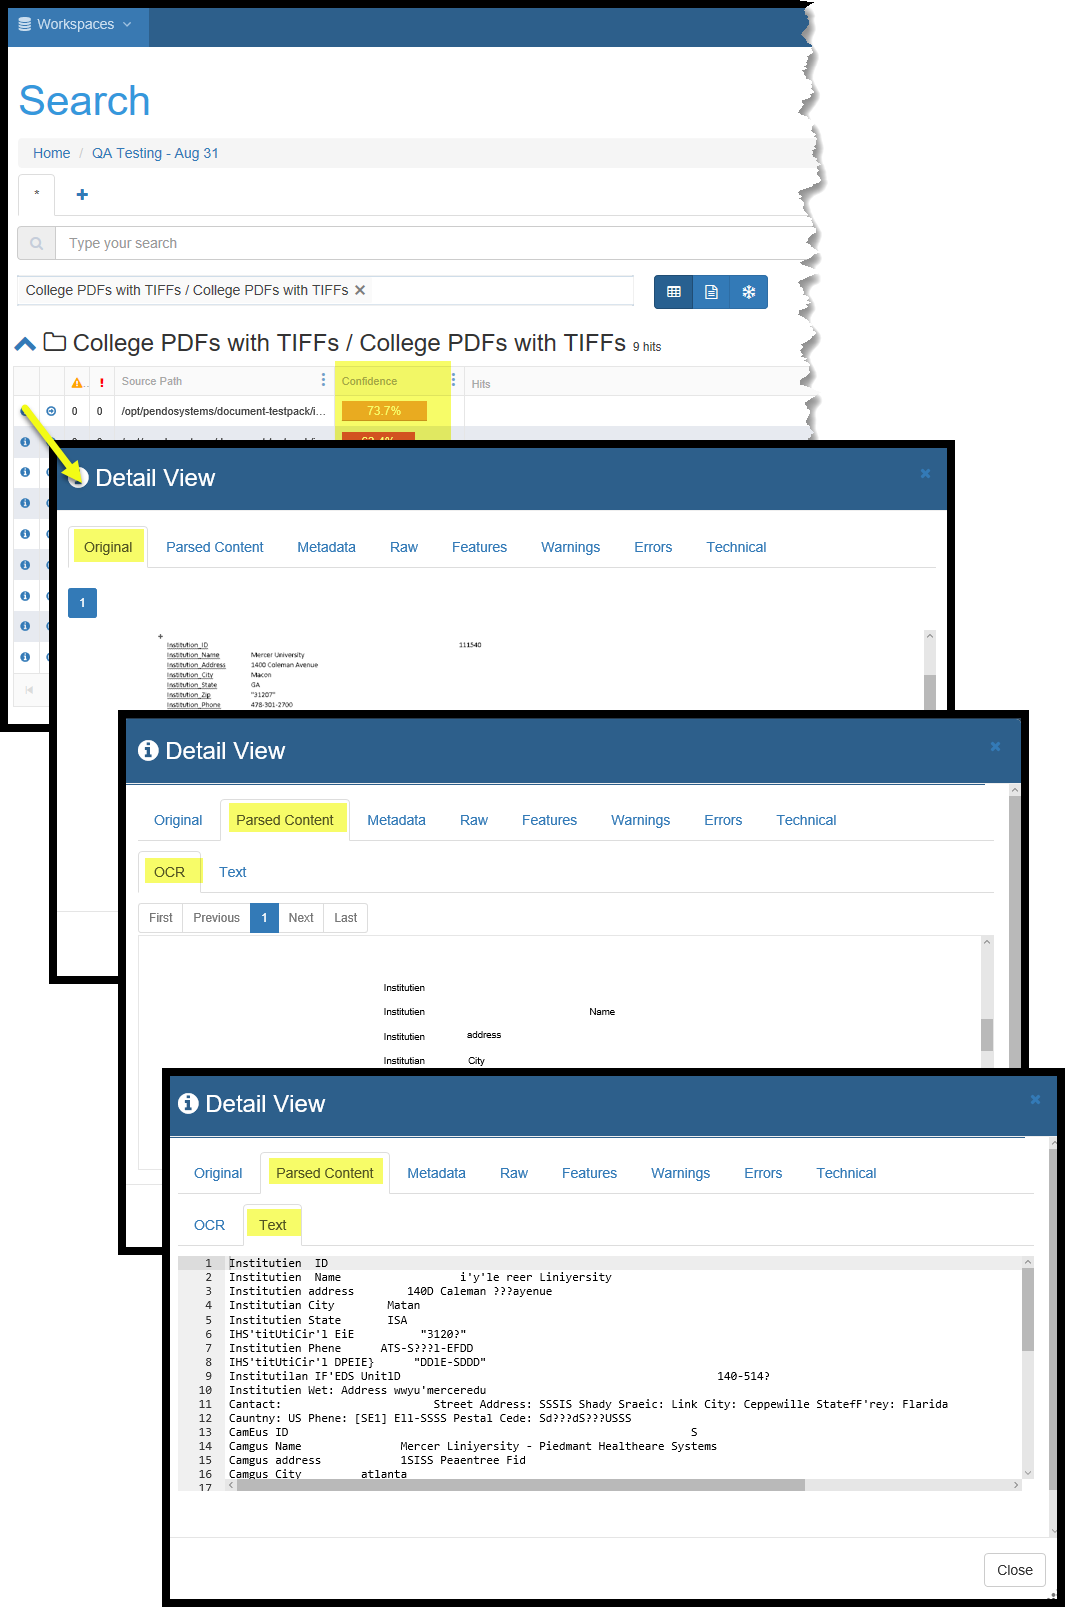 Workspaces
Search
Home / QA Testing - Aug 31
* +
Type your search
College PDFs with TIFFs / College PDFs with TIFFs ×
College PDFs with TIFFs / College PDFs with TIFFs 9 hits
Source Path Confidence Hits
0 0 /opt/pendosystems/document-testpack/i... 73.7%
Detail View
Original Parsed Content Metadata Raw Features Warnings Errors Technical
1
Institution_ID 111540
Institution_Name Mercer University
Institution_Address 1400 Coleman Avenue
Institution_City Macon
Institution_State GA
Institution_Zip "31207"
Institution_Phone 478-301-2700
Detail View
Original Parsed Content Metadata Raw Features Warnings Errors Technical
OCR Text
First Previous 1 Next Last
Institutien
Institutien Name
Institutien address
Institutian City
Detail View
Original Parsed Content Metadata Raw Features Warnings Errors Technical
OCR Text
1 Institutien ID
2 Institutien Name i'y'le reer Liniyersity
3 Institien address 140D Caleman ???ayenue
4 Institutian City Matan
5 Institutien State ISA
6 IHS'titUtiCir'l EiE "3120?"
7 Institutien Phene ATS-S???1-EFDD
8 IHS'titUtiCir'l DPEIE} "DDlE-SDDD"
9 Institutilan IF'EDS UnitlD 140-514?
10 Institutien Wet: Address wwyu'merceredu
11 Cantact: Street Address: SSSIS Shady Sraeic: Link City: Ceppewille StatefF'rey: Flarida
12 Cauntny: US Phene: [SE1] Ell-SSSS Pestal Cede: Sd???dS???USSS
13 CamEus ID S
14 Camgus Name Mercer Liniyersity - Piedmant Healtheare Systems
15 Camgus address 1SISS Peaentree Fid
16 Camgus City atlanta
17
Close